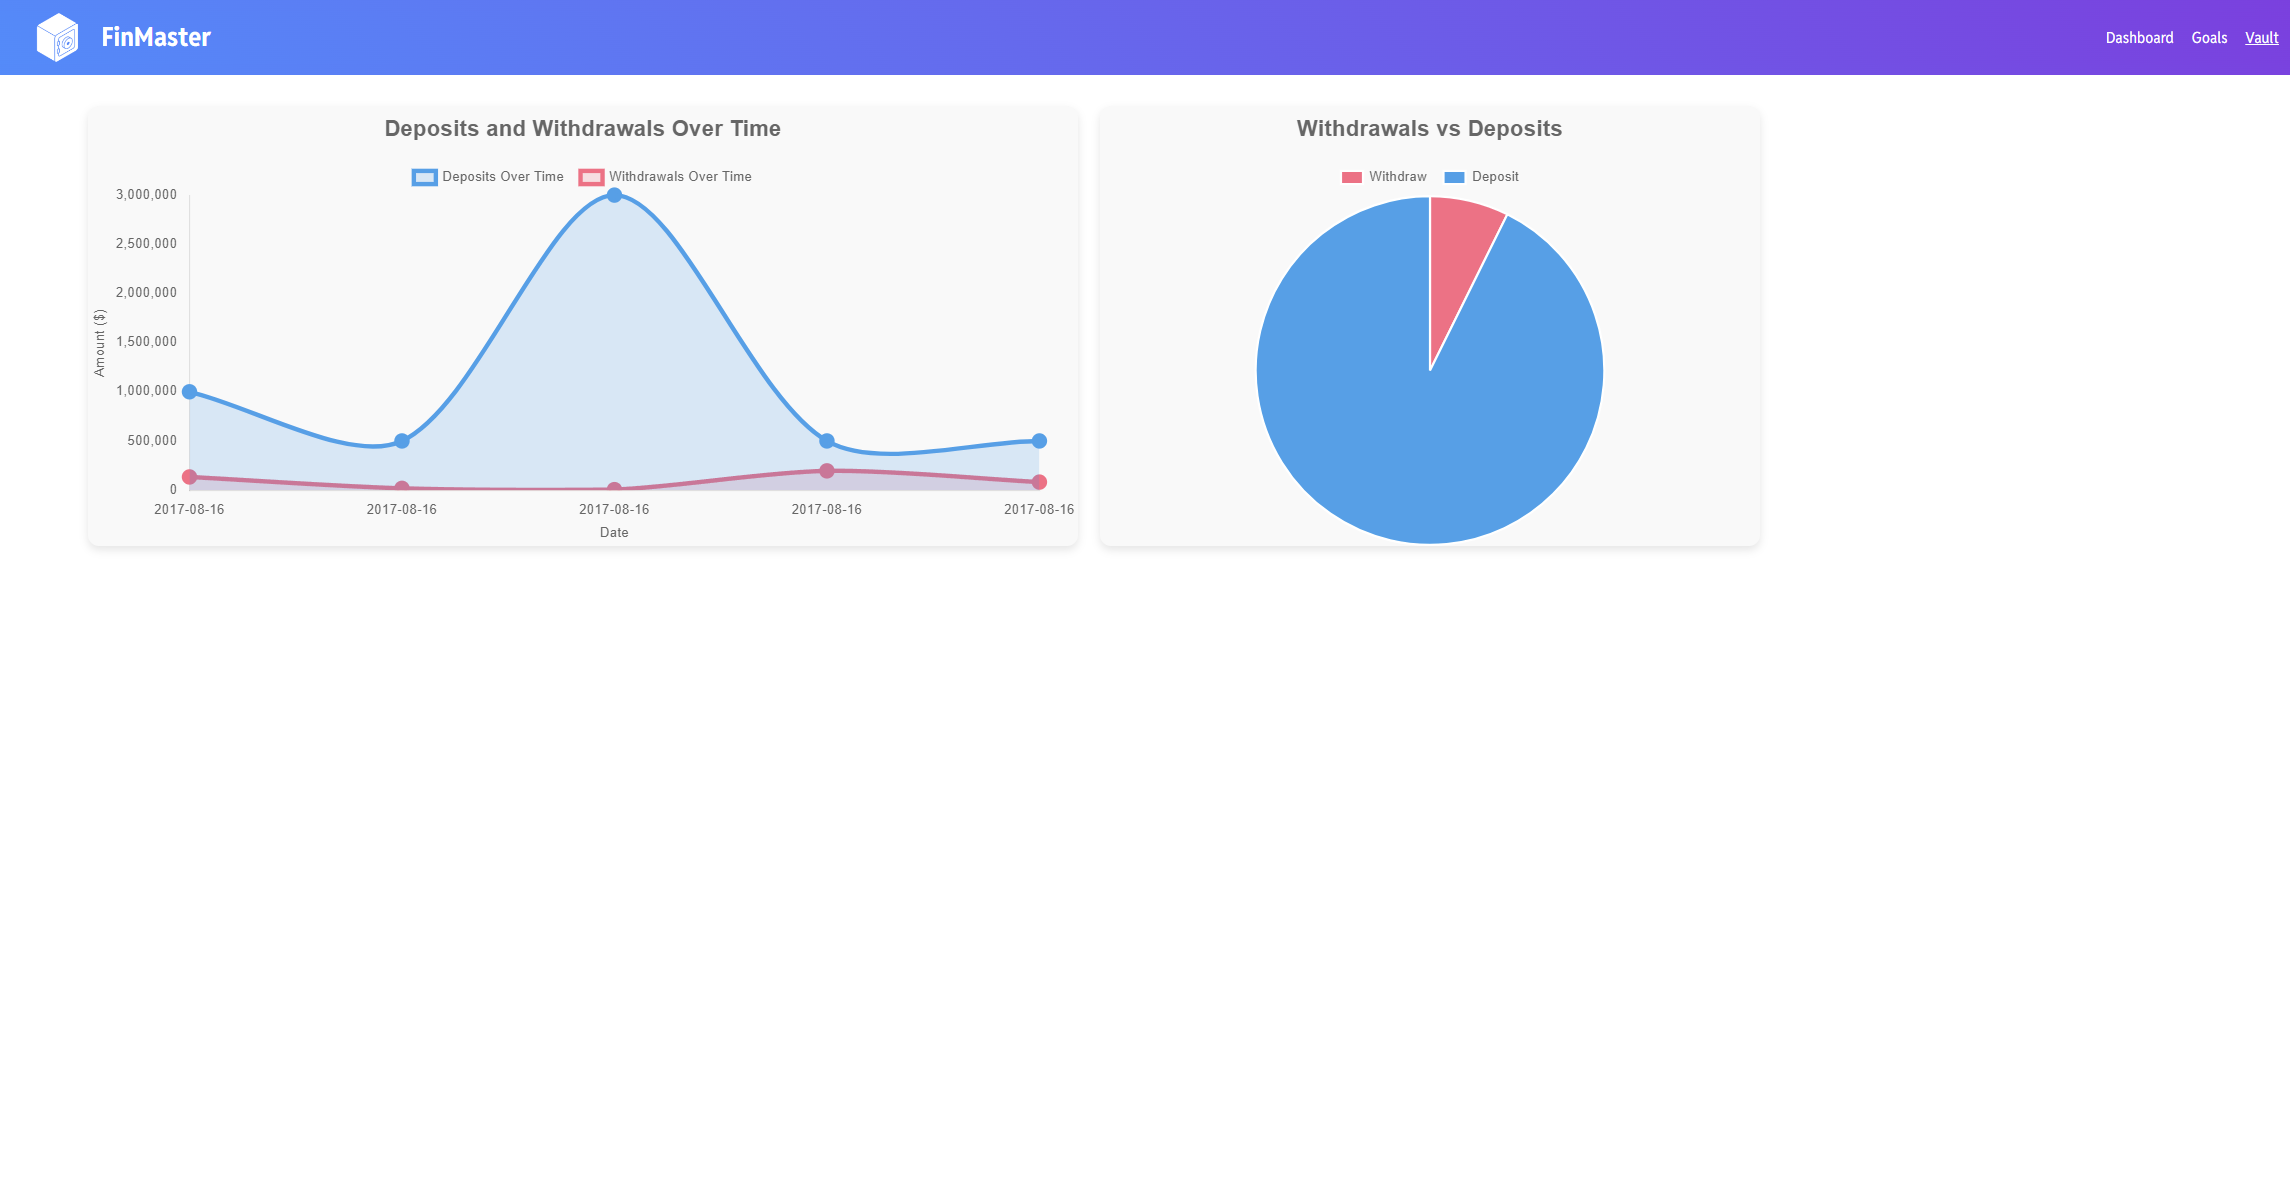 FinMaster
Dashboard Goals Vault
Deposits and Withdrawals Over Time
Deposits Over Time Withdrawals Over Time
3,000,000
2,500,000
2,000,000
1,500,000
1,000,000
500,000
0
Amount ($)
2017-08-16 2017-08-16 2017-08-16 2017-08-16 2017-08-16
Date
Withdrawals vs Deposits
Withdraw Deposit